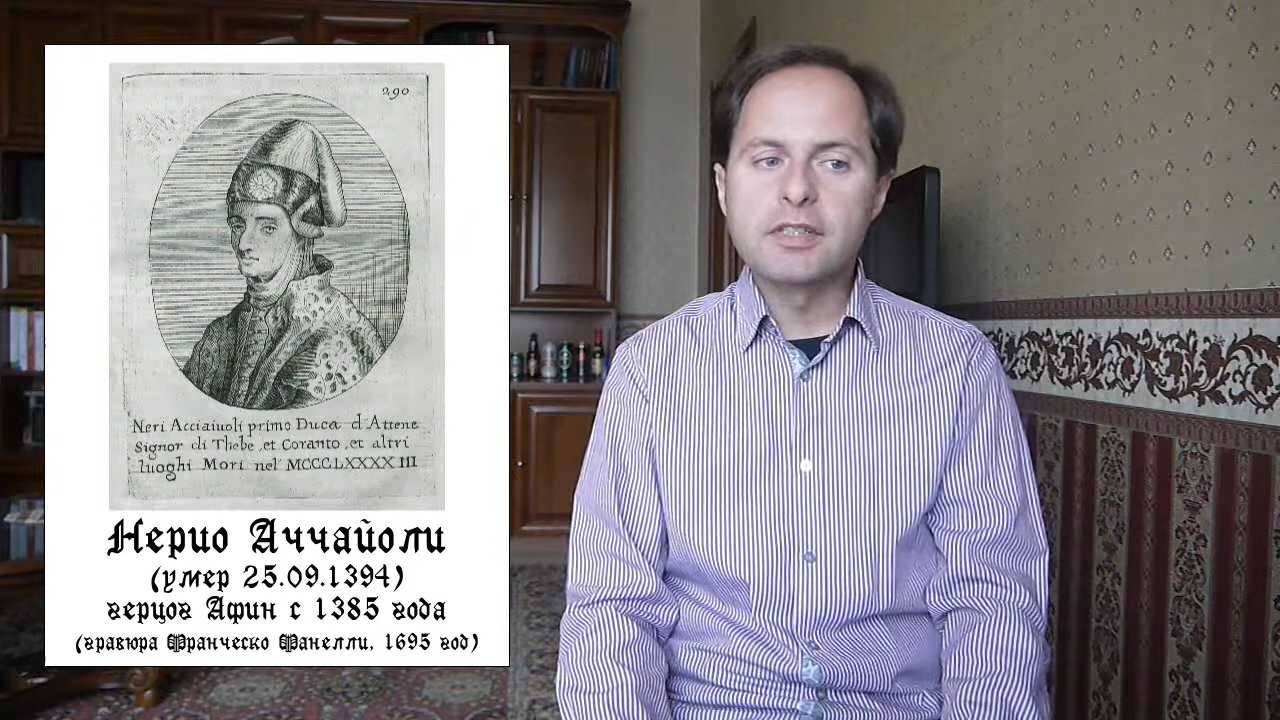 290
Neri Acciaiuoli primo Duca d'Attene
Signor di Thebe, et Coranto, et altri
luoghi Mori nel MCCCLXXXXIII
Нерио Аччайоли
(умер 25.09.1394)
герцог Афин с 1385 года
(гравюра Франческо Фанелли, 1695 год)